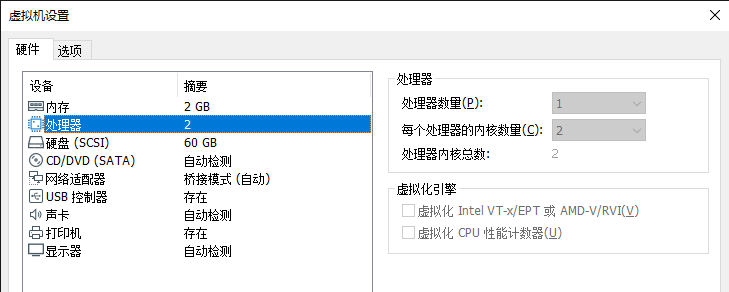 虚拟机设置
硬件 选项
设备 摘要
内存 2 GB
处理器 2
硬盘 (SCSI) 60 GB
CD/DVD (SATA) 自动检测
网络适配器 桥接模式 (自动)
USB 控制器 存在
声卡 自动检测
打印机 存在
显示器 自动检测
处理器
处理器数量(P): 1
每个处理器的内核数量(C): 2
处理器内核总数: 2
虚拟化引擎
虚拟化 Intel VT-x/EPT 或 AMD-V/RVI(V)
虚拟化 CPU 性能计数器(U)